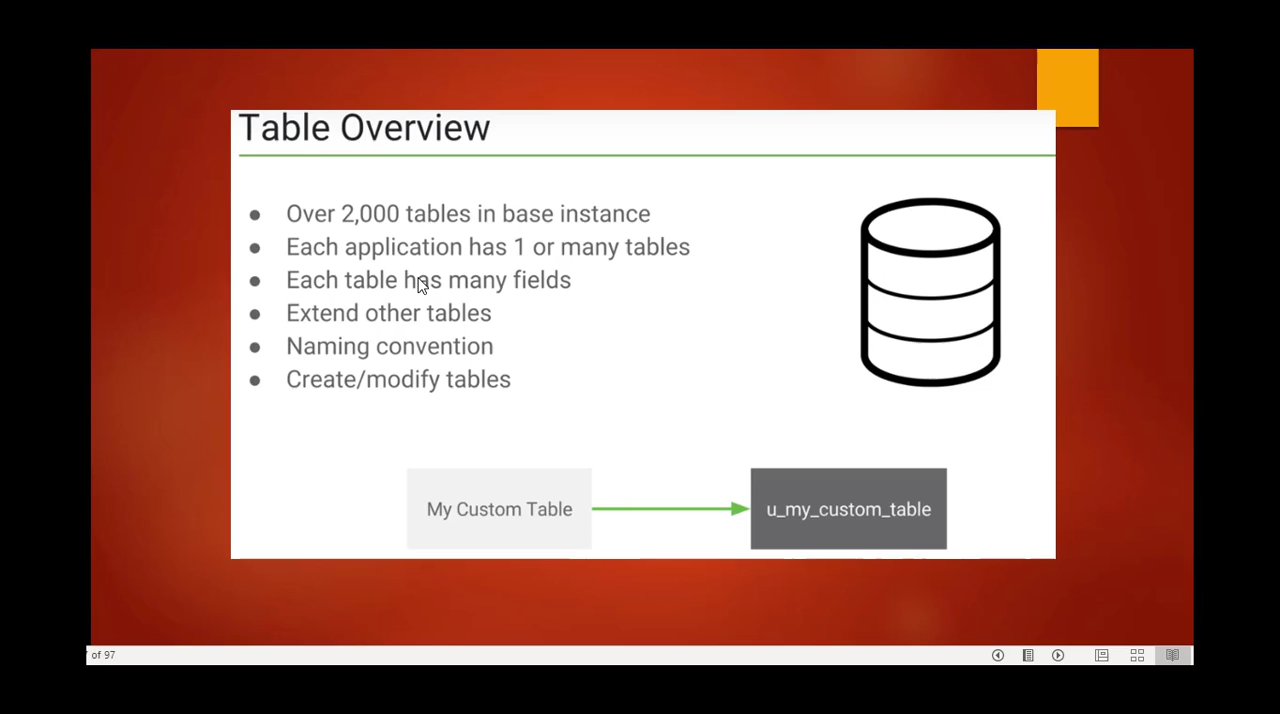 Table Overview
● Over 2,000 tables in base instance
● Each application has 1 or many tables
● Each table has many fields
● Extend other tables
● Naming convention
● Create/modify tables
My Custom Table
u_my_custom_table
of 97